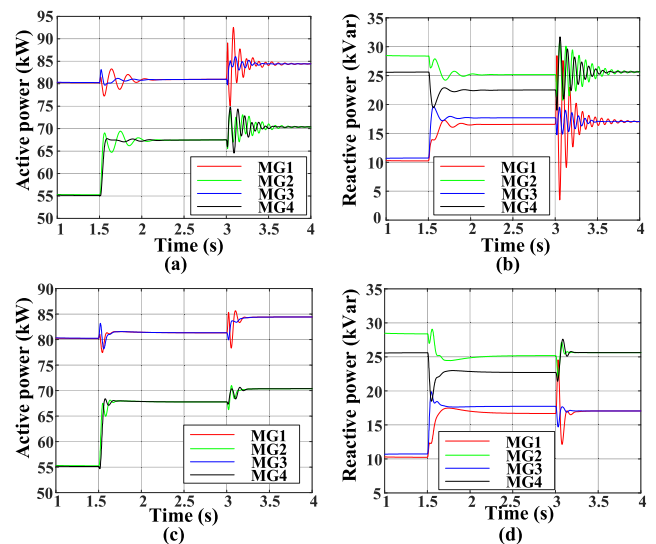 Active power (kW)
95
90
85
80
75
70
65
60
55
50
1 1.5 2 2.5 3 3.5 4
MG1
MG2
MG3
MG4
Time (s)
(a)
Reactive power (kVar)
35
30
25
20
15
10
5
0
1 1.5 2 2.5 3 3.5 4
MG1
MG2
MG3
MG4
Time (s)
(b)
Active power (kW)
90
85
80
75
70
65
60
55
50
1 1.5 2 2.5 3 3.5 4
MG1
MG2
MG3
MG4
Time (s)
(c)
Reactive power (kVar)
35
30
25
20
15
10
5
1 1.5 2 2.5 3 3.5 4
MG1
MG2
MG3
MG4
Time (s)
(d)